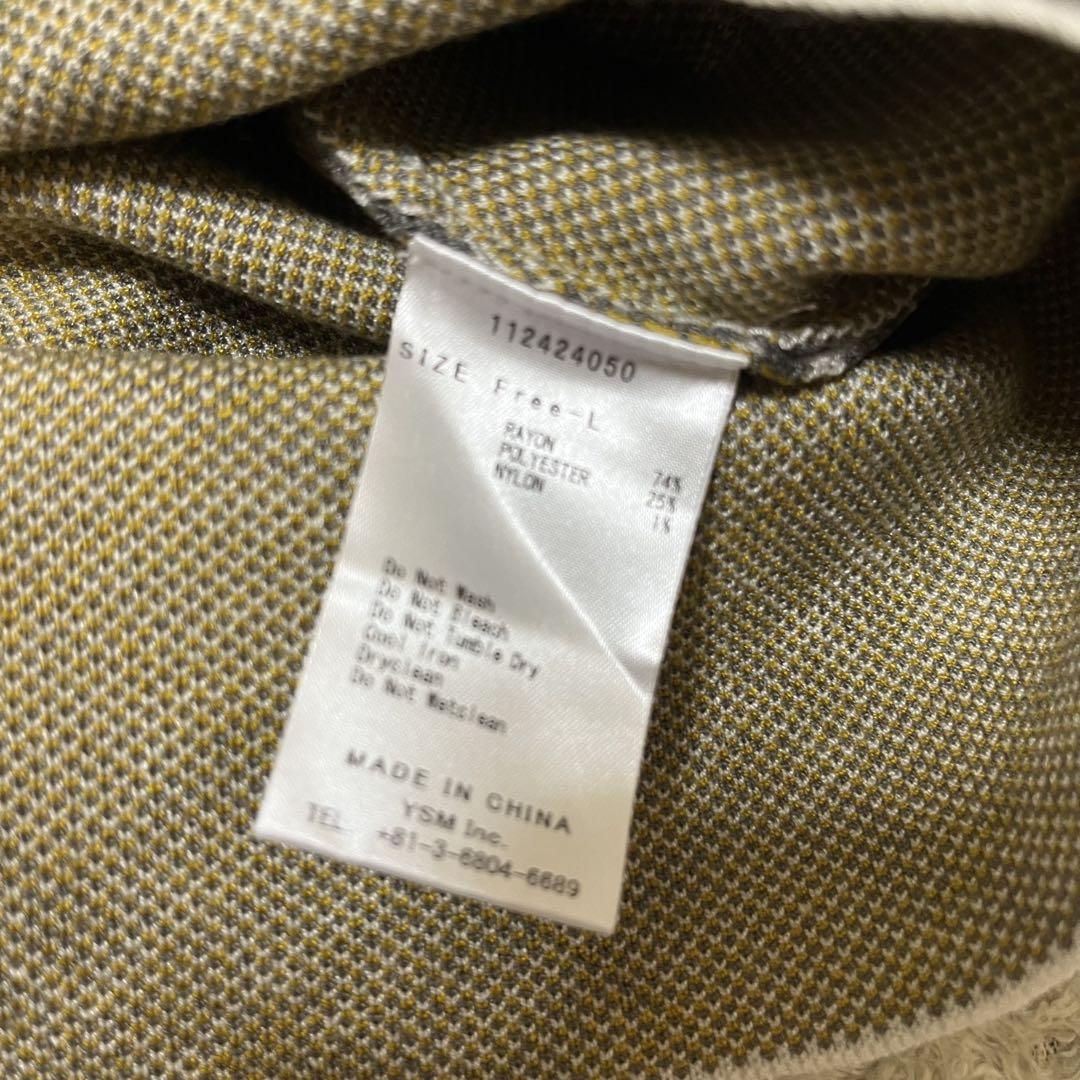 112424050
SIZE Free-L
RAYON 74%
POLYESTER 25%
NYLON 1%
Do Not Wash
Do Not Bleach
Do Not Tumble Dry
Cool Iron
Dryclean
Do Not Wetclean
MADE IN CHINA
YSM Inc.
TEL +81-3-6804-6689